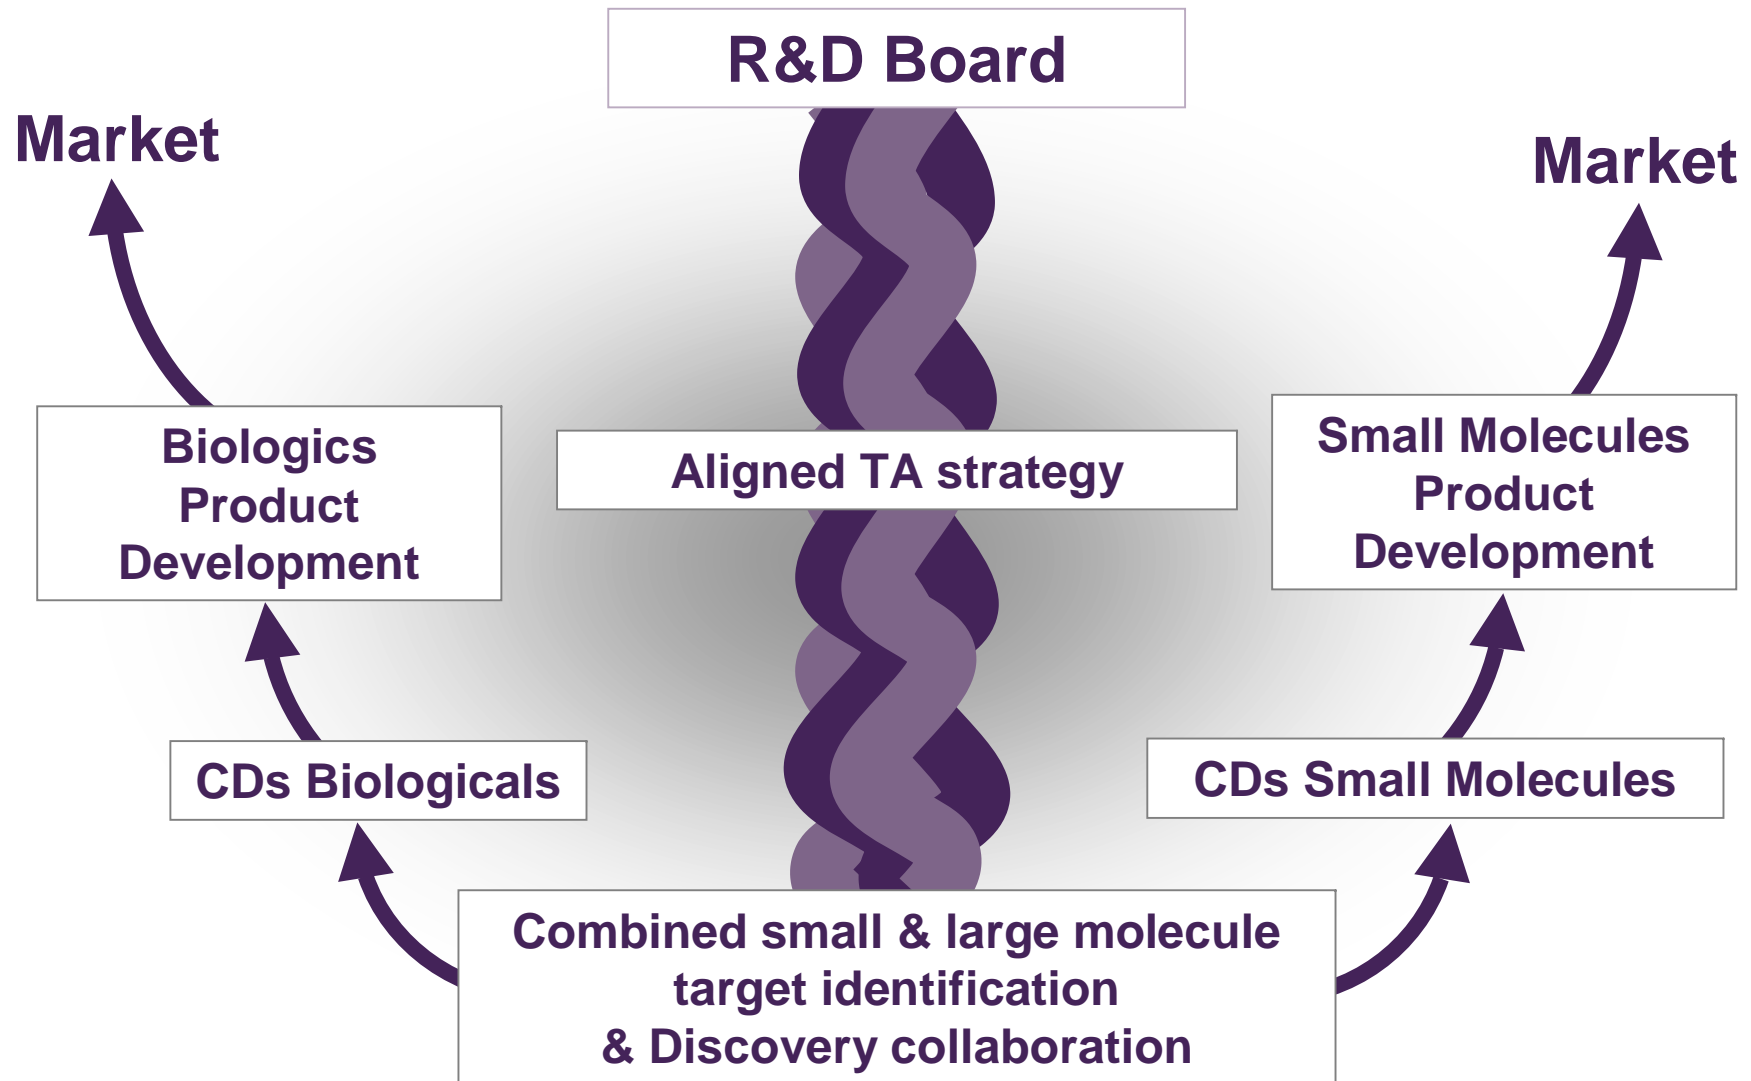 R&D Board
Market
Market
Biologics
Product
Development
Aligned TA strategy
Small Molecules
Product
Development
CDs Biologicals
CDs Small Molecules
Combined small & large molecule
target identification
& Discovery collaboration